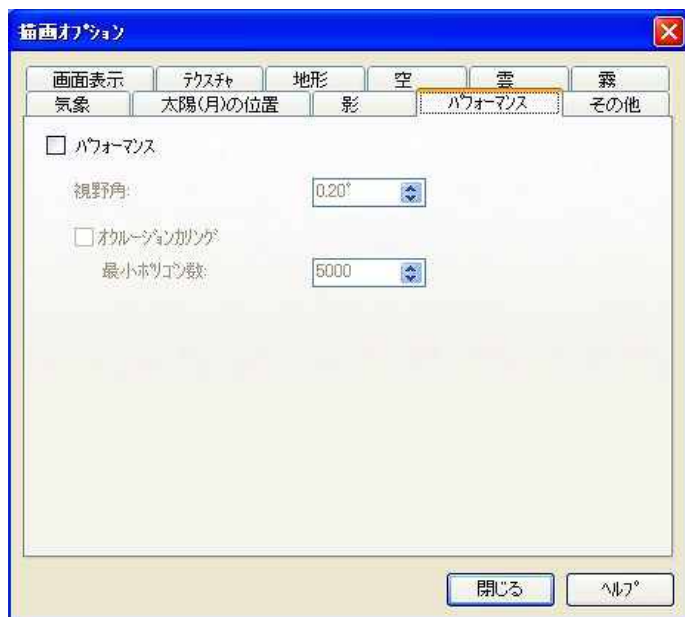 描画ｵﾌﾟｼｮﾝ
画面表示 ﾃｸｽﾁｬ 地形 空 雲 霧
気象 太陽(月)の位置 影 ﾊﾟﾌｫｰﾏﾝｽ その他
ﾊﾟﾌｫｰﾏﾝｽ
視野角: 0.20°
ｵｸﾙｰｼﾞｮﾝｶﾘﾝｸﾞ
最小ﾎﾟﾘｺﾞﾝ数: 5000
閉じる ﾍﾙﾌﾟ